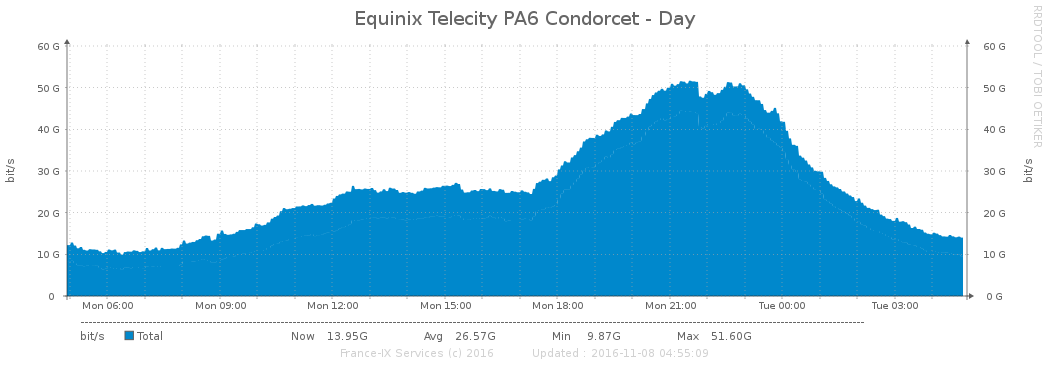 Equinix Telecity PA6 Condorcet - Day
RRDTOOL / TOBI OETIKER
60 G 60 G
50 G 50 G
40 G 40 G
30 G 30 G
20 G 20 G
10 G 10 G
0 0 G
bit/s bit/s
Mon 06:00 Mon 09:00 Mon 12:00 Mon 15:00 Mon 18:00 Mon 21:00 Tue 00:00 Tue 03:00
bit/s Total Now 13.95G Avg 26.57G Min 9.87G Max 51.60G
France-IX Services (c) 2016 Updated : 2016-11-08 04:55:09